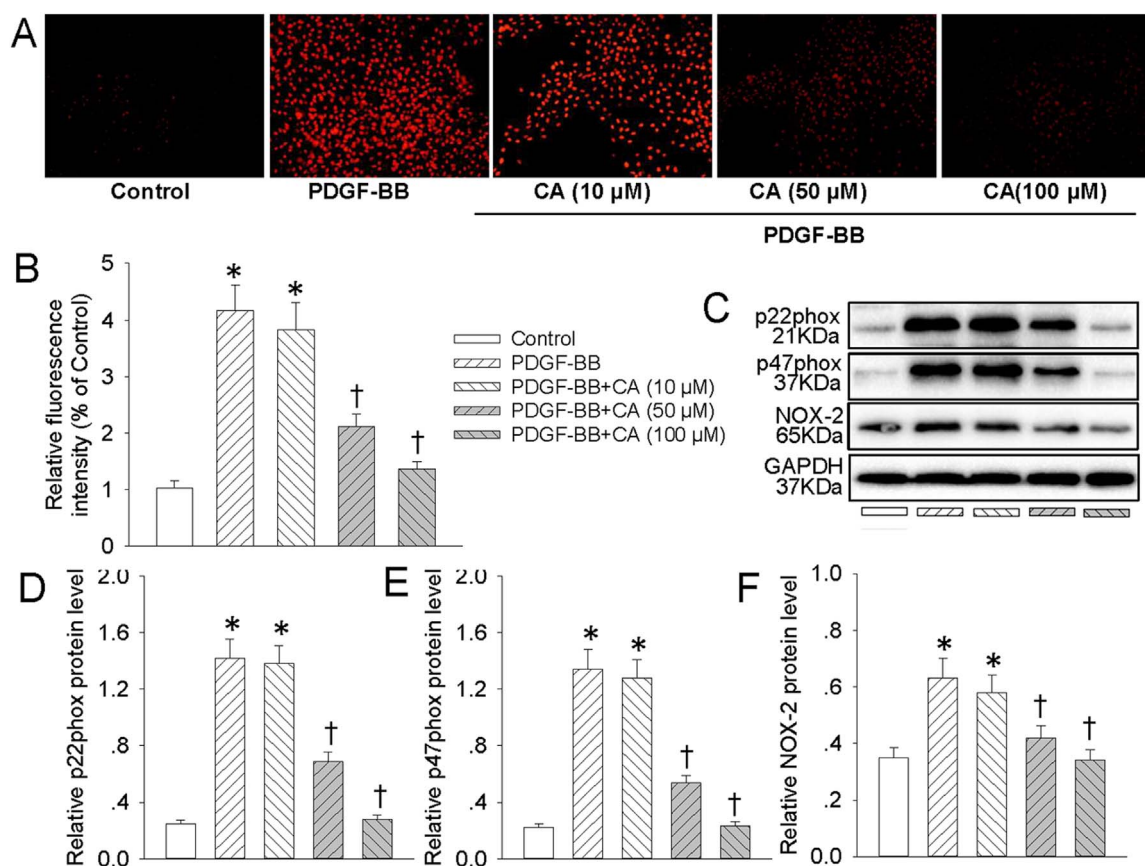 A
Control
PDGF-BB
CA (10 µM)
CA (50 µM)
CA(100 µM)
PDGF-BB
B
Relative fluorescence
intensity (% of Control)
5
4
3
2
1
0
*
*
†
†
Control
PDGF-BB
PDGF-BB+CA (10 µM)
PDGF-BB+CA (50 µM)
PDGF-BB+CA (100 µM)
C
p22phox
21KDa
p47phox
37KDa
NOX-2
65KDa
GAPDH
37KDa
D
Relative p22phox protein level
2.0
1.6
1.2
.8
.4
0.0
*
*
†
†
E
Relative p47phox protein level
2.0
1.6
1.2
.8
.4
0.0
*
*
†
†
F
Relative NOX-2 protein level
1.0
.8
.6
.4
.2
0.0
*
*
†
†